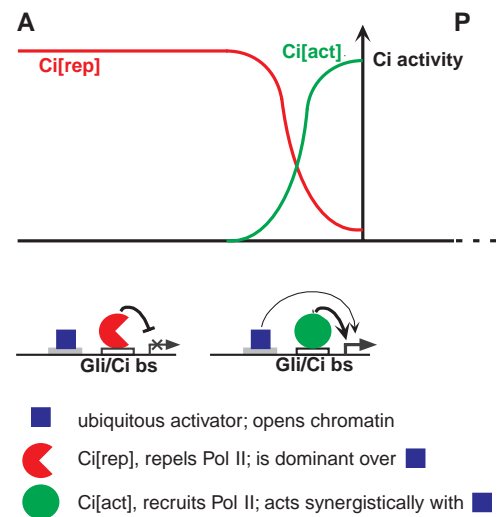 A P
Ci[rep] Ci[act] Ci activity
Gli/Ci bs Gli/Ci bs
ubiquitous activator; opens chromatin
Ci[rep], repels Pol II; is dominant over
Ci[act], recruits Pol II; acts synergistically with